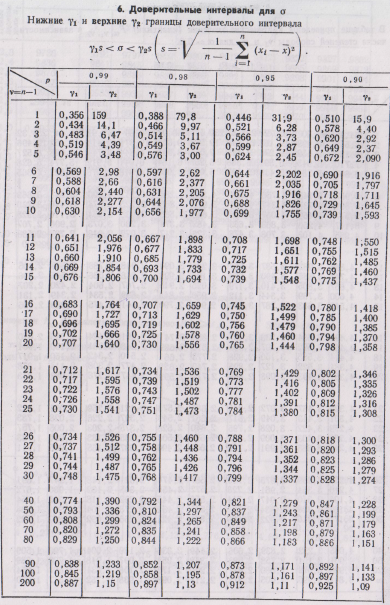 6. Доверительные интервалы для σ
Нижние γ₁ и верхние γ₂ границы доверительного интервала
γ₁s < σ < γ₂s ( s = √( 1/(n − 1) ∑ᵢ₌₁ⁿ (xᵢ − x̄)² ) ).
p 0,99 0,98 0,95 0,90
ν=n−1 γ₁ γ₂ γ₁ γ₂ γ₁ γ₂ γ₁ γ₂
1 0,356 159 0,388 79,8 0,446 31,9 0,510 15,9
2 0,434 14,1 0,466 9,97 0,521 6,28 0,578 4,40
3 0,483 6,47 0,514 5,11 0,566 3,73 0,620 2,92
4 0,519 4,39 0,549 3,67 0,599 2,87 0,649 2,37
5 0,546 3,48 0,576 3,00 0,624 2,45 0,672 2,090
6 0,569 2,98 0,597 2,62 0,644 2,202 0,690 1,916
7 0,588 2,66 0,616 2,377 0,661 2,035 0,705 1,797
8 0,604 2,440 0,631 2,205 0,675 1,916 0,718 1,711
9 0,618 2,277 0,644 2,076 0,688 1,826 0,729 1,645
10 0,630 2,154 0,656 1,977 0,699 1,755 0,739 1,593
11 0,641 2,056 0,667 1,898 0,708 1,698 0,748 1,550
12 0,651 1,976 0,677 1,833 0,717 1,651 0,755 1,515
13 0,660 1,910 0,685 1,779 0,725 1,611 0,762 1,485
14 0,669 1,854 0,693 1,733 0,732 1,577 0,769 1,460
15 0,676 1,806 0,700 1,694 0,739 1,548 0,775 1,437
16 0,683 1,764 0,707 1,659 0,745 1,522 0,780 1,418
17 0,690 1,727 0,713 1,629 0,750 1,499 0,785 1,400
18 0,696 1,695 0,719 1,602 0,756 1,479 0,790 1,385
19 0,702 1,666 0,725 1,578 0,760 1,460 0,794 1,370
20 0,707 1,640 0,730 1,556 0,765 1,444 0,798 1,358
21 0,712 1,617 0,734 1,536 0,769 1,429 0,802 1,346
22 0,717 1,595 0,739 1,519 0,773 1,416 0,805 1,335
23 0,722 1,576 0,743 1,502 0,777 1,402 0,809 1,326
24 0,726 1,558 0,747 1,487 0,781 1,391 0,812 1,316
25 0,730 1,541 0,751 1,473 0,784 1,380 0,815 1,308
26 0,734 1,526 0,755 1,460 0,788 1,371 0,818 1,300
27 0,737 1,512 0,758 1,448 0,791 1,361 0,820 1,293
28 0,741 1,499 0,762 1,436 0,794 1,352 0,823 1,286
29 0,744 1,487 0,765 1,426 0,796 1,344 0,825 1,279
30 0,748 1,475 0,768 1,417 0,799 1,337 0,828 1,274
40 0,774 1,390 0,792 1,344 0,821 1,279 0,847 1,228
50 0,793 1,336 0,810 1,297 0,837 1,243 0,861 1,199
60 0,808 1,299 0,824 1,265 0,849 1,217 0,871 1,179
70 0,820 1,272 0,835 1,241 0,858 1,198 0,879 1,163
80 0,829 1,250 0,844 1,222 0,866 1,183 0,886 1,151
90 0,838 1,233 0,852 1,207 0,873 1,171 0,892 1,141
100 0,845 1,219 0,858 1,195 0,878 1,161 0,897 1,133
200 0,887 1,15 0,897 1,13 0,912 1,11 0,925 1,09